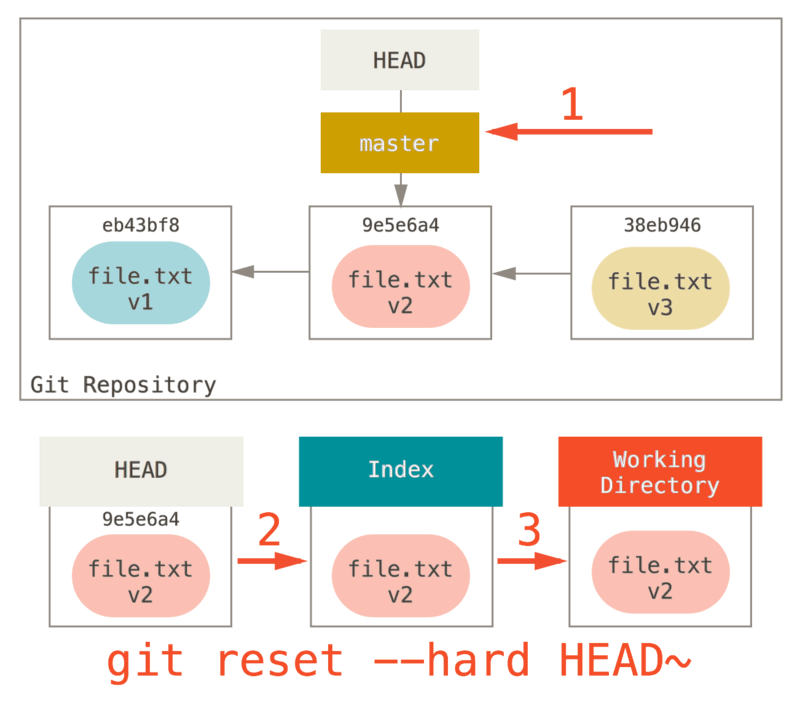 HEAD
1
master
eb43bf8
9e5e6a4
38eb946
file.txt
v1
file.txt
v2
file.txt
v3
Git Repository
HEAD
Index
Working
Directory
9e5e6a4
2
3
file.txt
v2
file.txt
v2
file.txt
v2
git reset --hard HEAD~